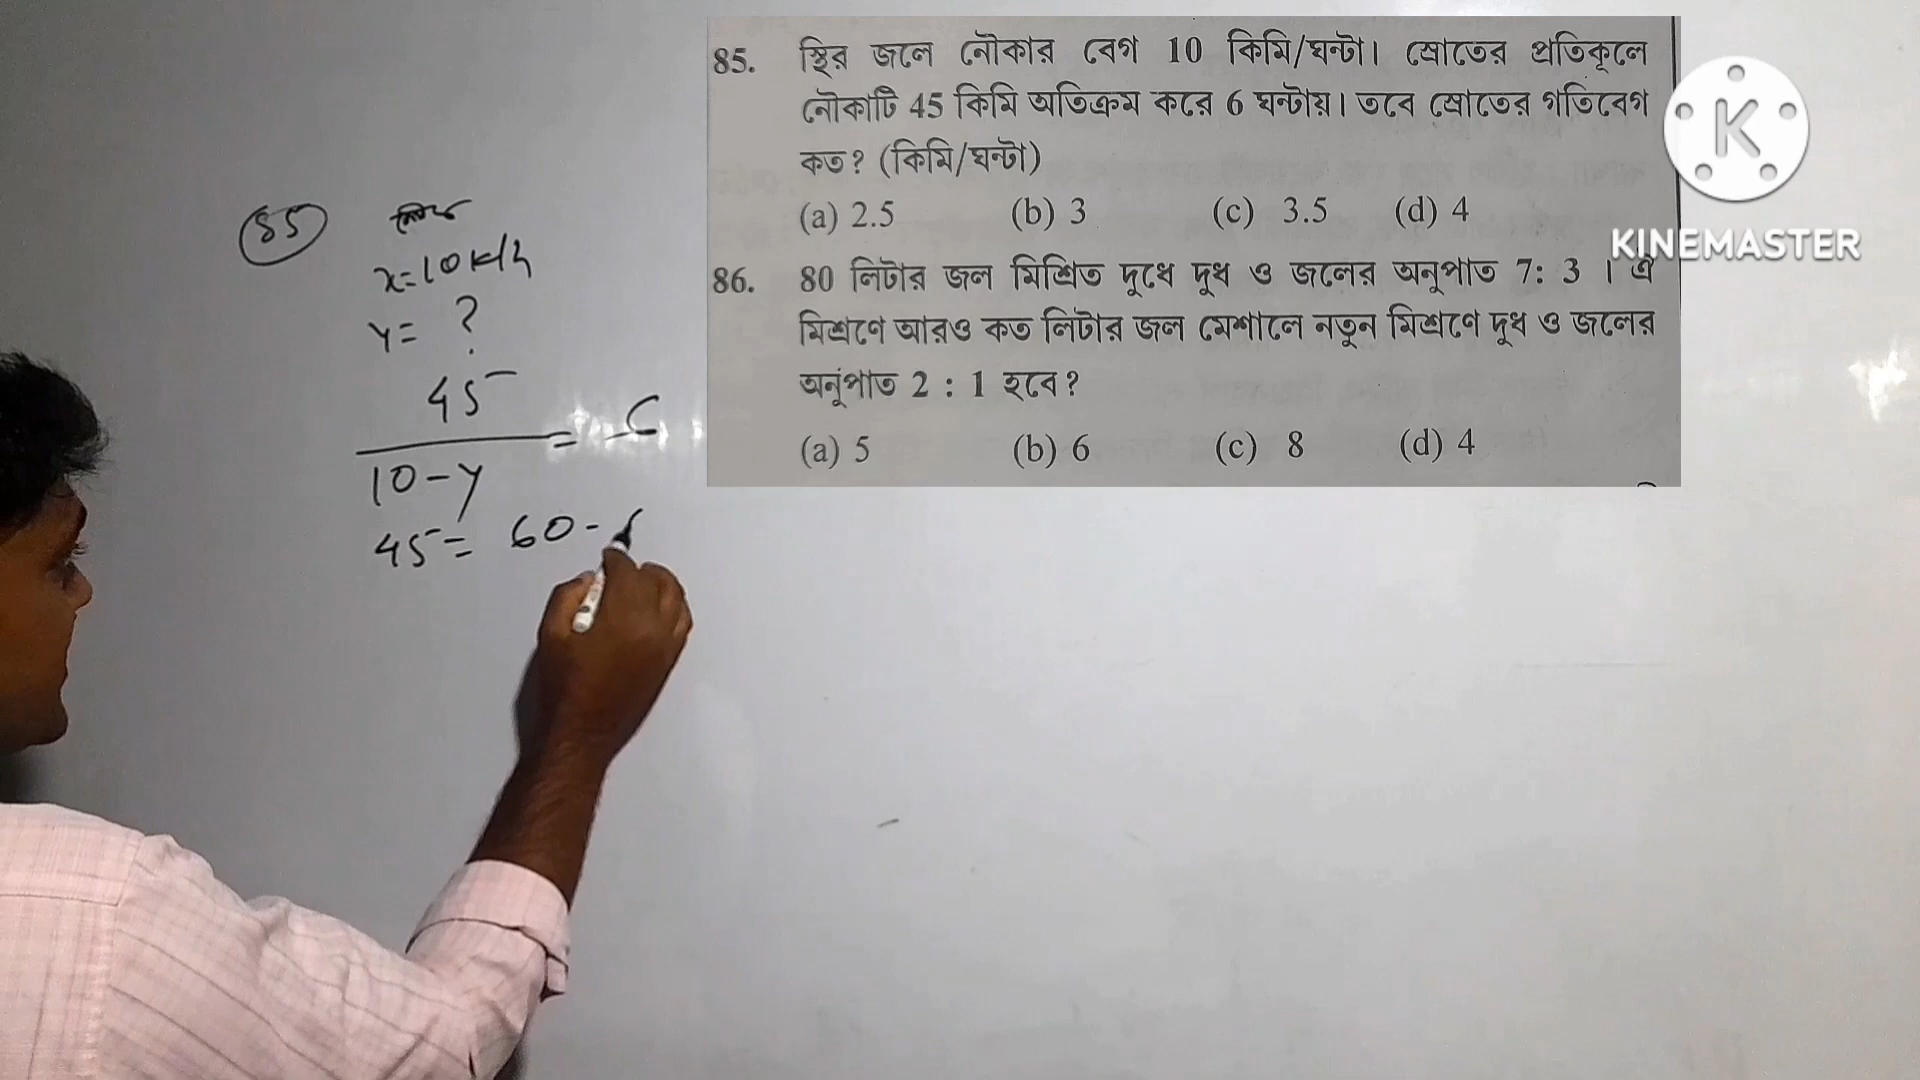 85. স্থির জলে নৌকার বেগ 10 কিমি/ঘন্টা। স্রোতের প্রতিকূলে
নৌকাটি 45 কিমি অতিক্রম করে 6 ঘন্টায়। তবে স্রোতের গতিবেগ
কত? (কিমি/ঘন্টা)
(a) 2.5 (b) 3 (c) 3.5 (d) 4
86. 80 লিটার জল মিশ্রিত দুধে দুধ ও জলের অনুপাত 7: 3 । ঐ
মিশ্রণে আরও কত লিটার জল মেশালে নতুন মিশ্রণে দুধ ও জলের
অনুপাত 2 : 1 হবে?
(a) 5 (b) 6 (c) 8 (d) 4
KINEMASTER
85
x=10 k/h
y= ?
45
= 6
10-y
45= 60-6